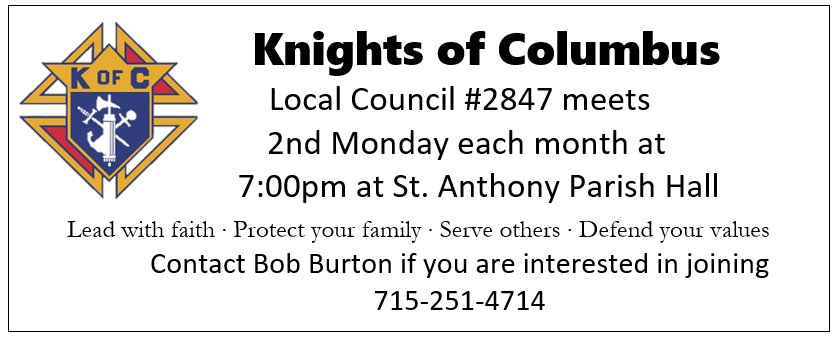 K OF C
Knights of Columbus
Local Council #2847 meets
2nd Monday each month at
7:00pm at St. Anthony Parish Hall
Lead with faith · Protect your family · Serve others · Defend your values
Contact Bob Burton if you are interested in joining
715-251-4714